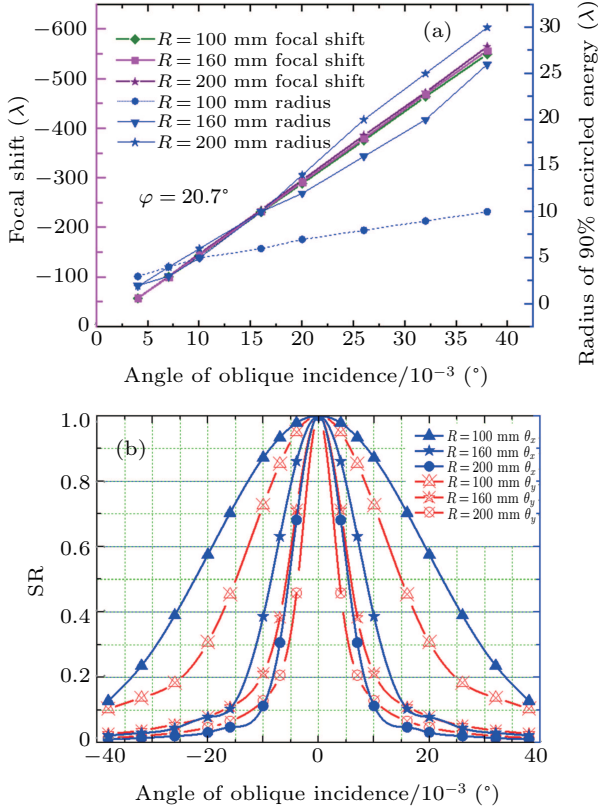 (a)
−600
−500
−400
−300
−200
−100
0
Focal shift (λ)
R = 100 mm focal shift
R = 160 mm focal shift
R = 200 mm focal shift
R = 100 mm radius
R = 160 mm radius
R = 200 mm radius
φ = 20.7°
30
25
20
15
10
5
0
Radius of 90% encircled energy (λ)
0 5 10 15 20 25 30 35 40
Angle of oblique incidence/10⁻³ (°)
(b)
1.0
0.8
0.6
0.4
0.2
0
SR
R = 100 mm θx
R = 160 mm θx
R = 200 mm θx
R = 100 mm θy
R = 160 mm θy
R = 200 mm θy
−40 −20 0 20 40
Angle of oblique incidence/10⁻³ (°)